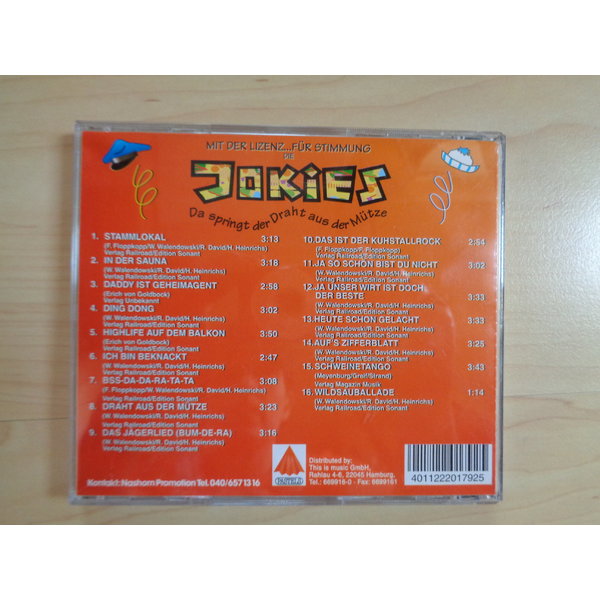 MIT DER LIZENZ...FÜR STIMMUNG
DIE
JOKIES
Da springt der Draht aus der Mütze
1. STAMMLOKAL 3:13
(F. Floppkopp/W. Walendowski/R. David/H. Heinrichs)
Verlag Railroad/Edition Sonant
2. IN DER SAUNA 3:18
(W. Walendowski/R. David/H. Heinrichs)
Verlag Railroad/Edition Sonant
3. DADDY IST GEHEIMAGENT 2:58
(Erich von Goldbock)
Verlag Unbekannt
4. DING DONG 3:02
(W. Walendowski/R. David/H. Heinrichs)
Verlag Railroad/Edition Sonant
5. HIGHLIFE AUF DEM BALKON 3:50
(Erich von Goldbock)
Verlag Railroad/Edition Sonant
6. ICH BIN BEKNACKT 2:47
(W. Walendowski/R. David/H. Heinrichs)
Verlag Railroad/Edition Sonant
7. BSS-DA-DA-RA-TA-TA 3:08
(F. Floppkopp/W. Walendowski/R. David/H. Heinrichs)
Verlag Railroad/Edition Sonant
8. DRAHT AUS DER MÜTZE 3:23
(W. Walendowski/R. David/H. Heinrichs)
Verlag Railroad/Edition Sonant
9. DAS JÄGERLIED (BUM-DE-RA) 3:16
(W. Walendowski/R. David/H. Heinrichs)
Verlag Railroad/Edition Sonant
Kontakt: Nashorn Promotion Tel. 040/657 13 16
10. DAS IST DER KUHSTALLROCK 2:54
(F. Floppkopp/F. Floppkopp)
Verlag Railroad/Edition Sonant
11. JA SO SCHÖN BIST DU NICHT 3:02
(W. Walendowski/R. David/H. Heinrichs)
Verlag Railroad/Edition Sonant
12. JA UNSER WIRT IST DOCH
DER BESTE 3:33
(W. Walendowski/R. David/H. Heinrichs)
Verlag Railroad/Edition Sonant
13. HEUTE SCHON GELACHT 3:33
(W. Walendowski/R. David/H. Heinrichs)
Verlag Railroad/Edition Sonant
14. AUF'S ZIFFERBLATT 3:25
(W. Walendowski/R. David/H. Heinrichs)
Verlag Railroad/Edition Sonant
15. SCHWEINETANGO 3:43
(Meyenburg/Greif/Strand)
Verlag Magazin Musik
16. WILDSAUBALLADE 1:14
(W. Walendowski/R. David/H. Heinrichs)
Verlag Railroad/Edition Sonant
PASTELS
Distributed by:
This is music GmbH,
Rahlau 4-6, 22045 Hamburg,
Tel.: 669916-0 · Fax: 6699161
4011222017925